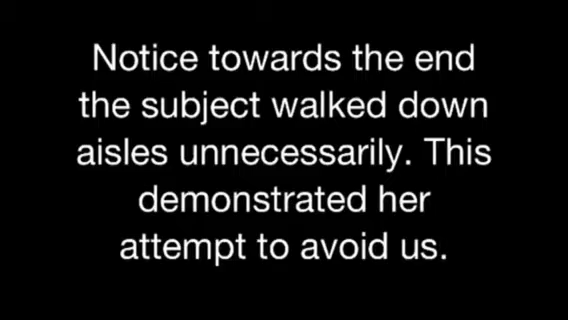 Notice towards the end
the subject walked down
aisles unnecessarily. This
demonstrated her
attempt to avoid us.